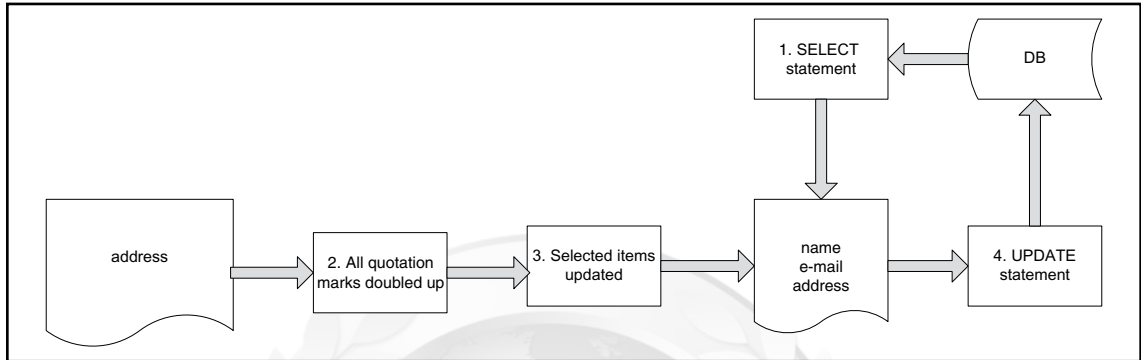 1. SELECT
statement
DB
address
2. All quotation
marks doubled up
3. Selected items
updated
name
e-mail
address
4. UPDATE
statement